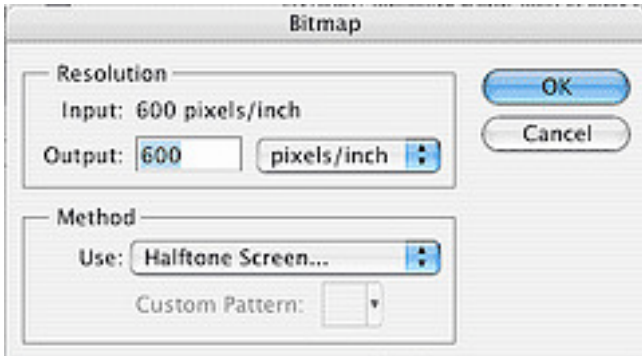 Bitmap
Resolution
Input: 600 pixels/inch
Output: 600 pixels/inch
OK
Cancel
Method
Use: Halftone Screen...
Custom Pattern: